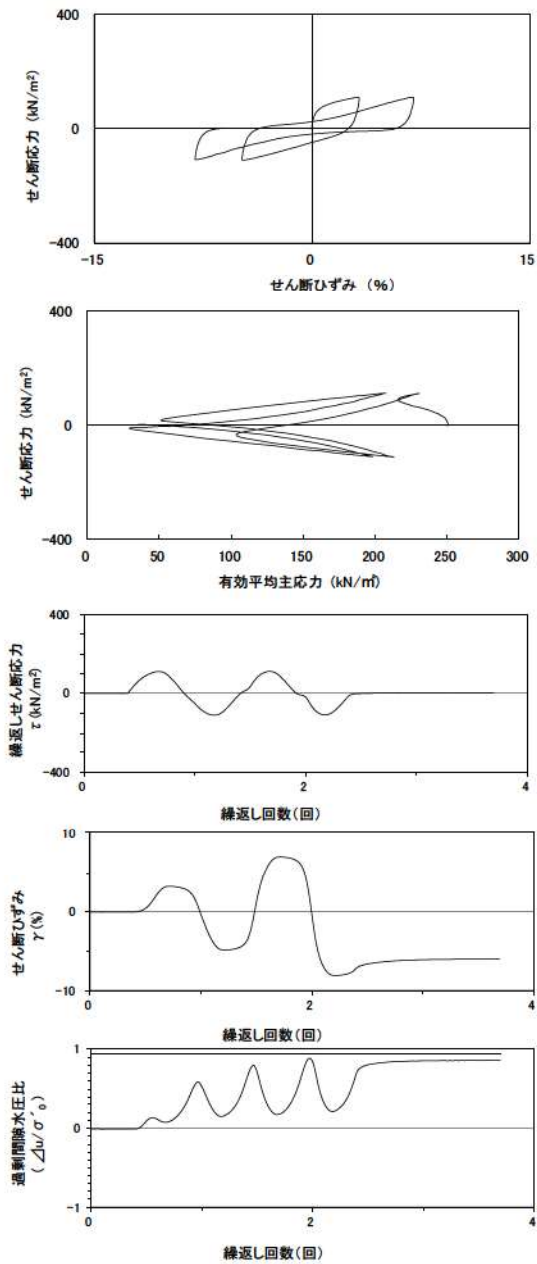 400
せん断応力 (kN/m²)
0
-400
-15
0
15
せん断ひずみ (%)
400
せん断応力 (kN/m²)
0
-400
0
50
100
150
200
250
300
有効平均主応力 (kN/㎡)
400
繰返しせん断応力
τ(kN/m²)
0
-400
0
2
4
繰返し回数(回)
10
せん断ひずみ
γ(%)
0
-10
0
2
4
繰返し回数(回)
1
過剰間隙水圧比
(⊿u/σ´₀)
0
-1
0
2
4
繰返し回数(回)